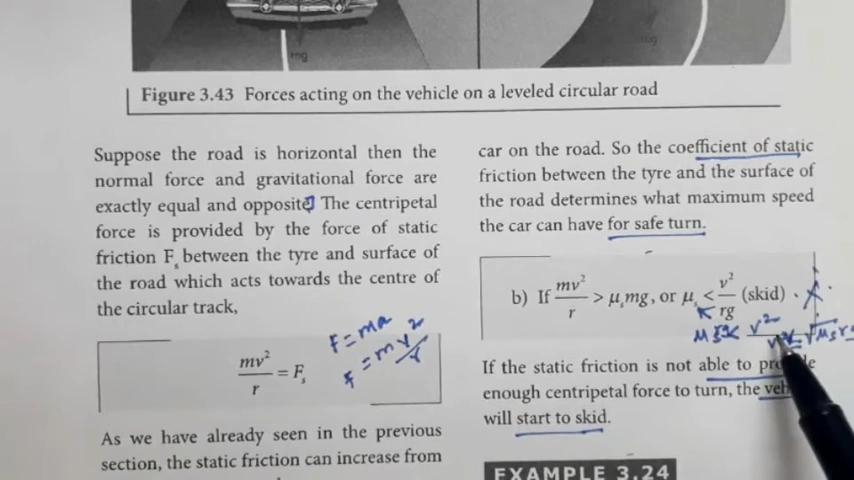 mg
mg
Figure 3.43 Forces acting on the vehicle on a leveled circular road
Suppose the road is horizontal then the
normal force and gravitational force are
exactly equal and opposite. The centripetal
force is provided by the force of static
friction Fₛ between the tyre and surface of
the road which acts towards the centre of
the circular track,
mv²/r = Fₛ
F = ma
F = mv²/r
As we have already seen in the previous
section, the static friction can increase from
car on the road. So the coefficient of static
friction between the tyre and the surface of
the road determines what maximum speed
the car can have for safe turn.
b) If mv²/r > μₛmg, or μₛ < v²/rg (skid)
If the static friction is not able to
enough centripetal force to turn, the
will start to skid.
EXAMPLE 3.24